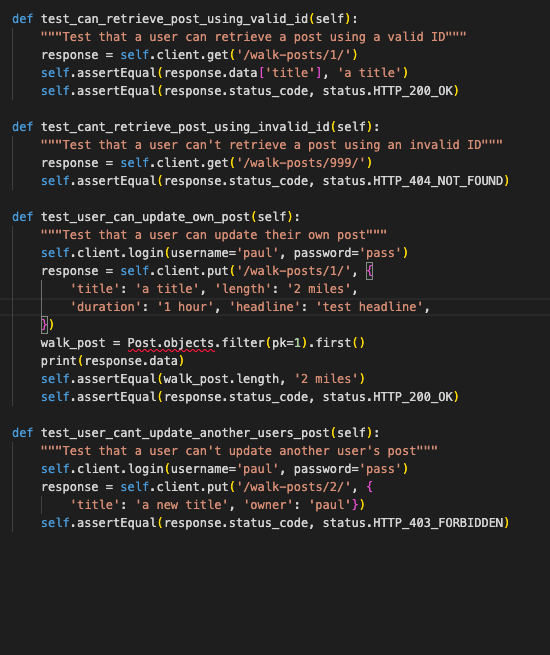 def test_can_retrieve_post_using_valid_id(self):
    """Test that a user can retrieve a post using a valid ID"""
    response = self.client.get('/walk-posts/1/')
    self.assertEqual(response.data['title'], 'a title')
    self.assertEqual(response.status_code, status.HTTP_200_OK)

def test_cant_retrieve_post_using_invalid_id(self):
    """Test that a user can't retrieve a post using an invalid ID"""
    response = self.client.get('/walk-posts/999/')
    self.assertEqual(response.status_code, status.HTTP_404_NOT_FOUND)

def test_user_can_update_own_post(self):
    """Test that a user can update their own post"""
    self.client.login(username='paul', password='pass')
    response = self.client.put('/walk-posts/1/', {
        'title': 'a title', 'length': '2 miles',
        'duration': '1 hour', 'headline': 'test headline',
    })
    walk_post = Post.objects.filter(pk=1).first()
    print(response.data)
    self.assertEqual(walk_post.length, '2 miles')
    self.assertEqual(response.status_code, status.HTTP_200_OK)

def test_user_cant_update_another_users_post(self):
    """Test that a user can't update another user's post"""
    self.client.login(username='paul', password='pass')
    response = self.client.put('/walk-posts/2/', {
        'title': 'a new title', 'owner': 'paul'})
    self.assertEqual(response.status_code, status.HTTP_403_FORBIDDEN)